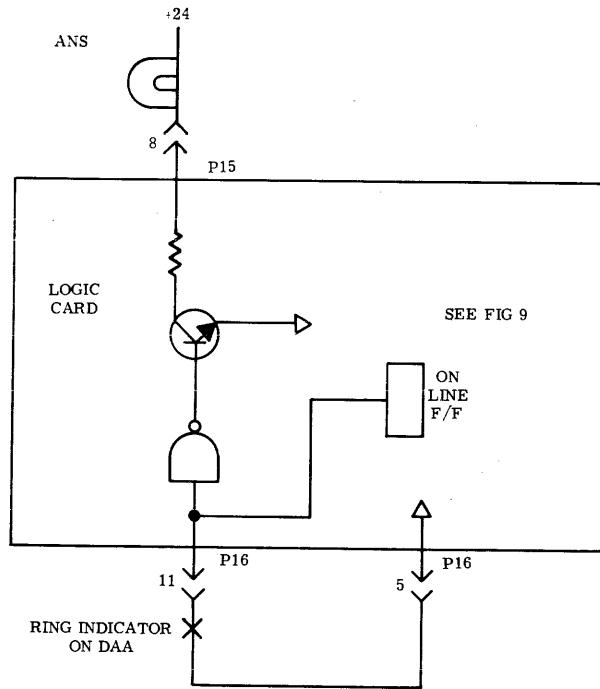 +24
ANS
8
P15
LOGIC
CARD
SEE FIG 9
ON
LINE
F/F
P16
P16
11
5
RING INDICATOR
ON DAA